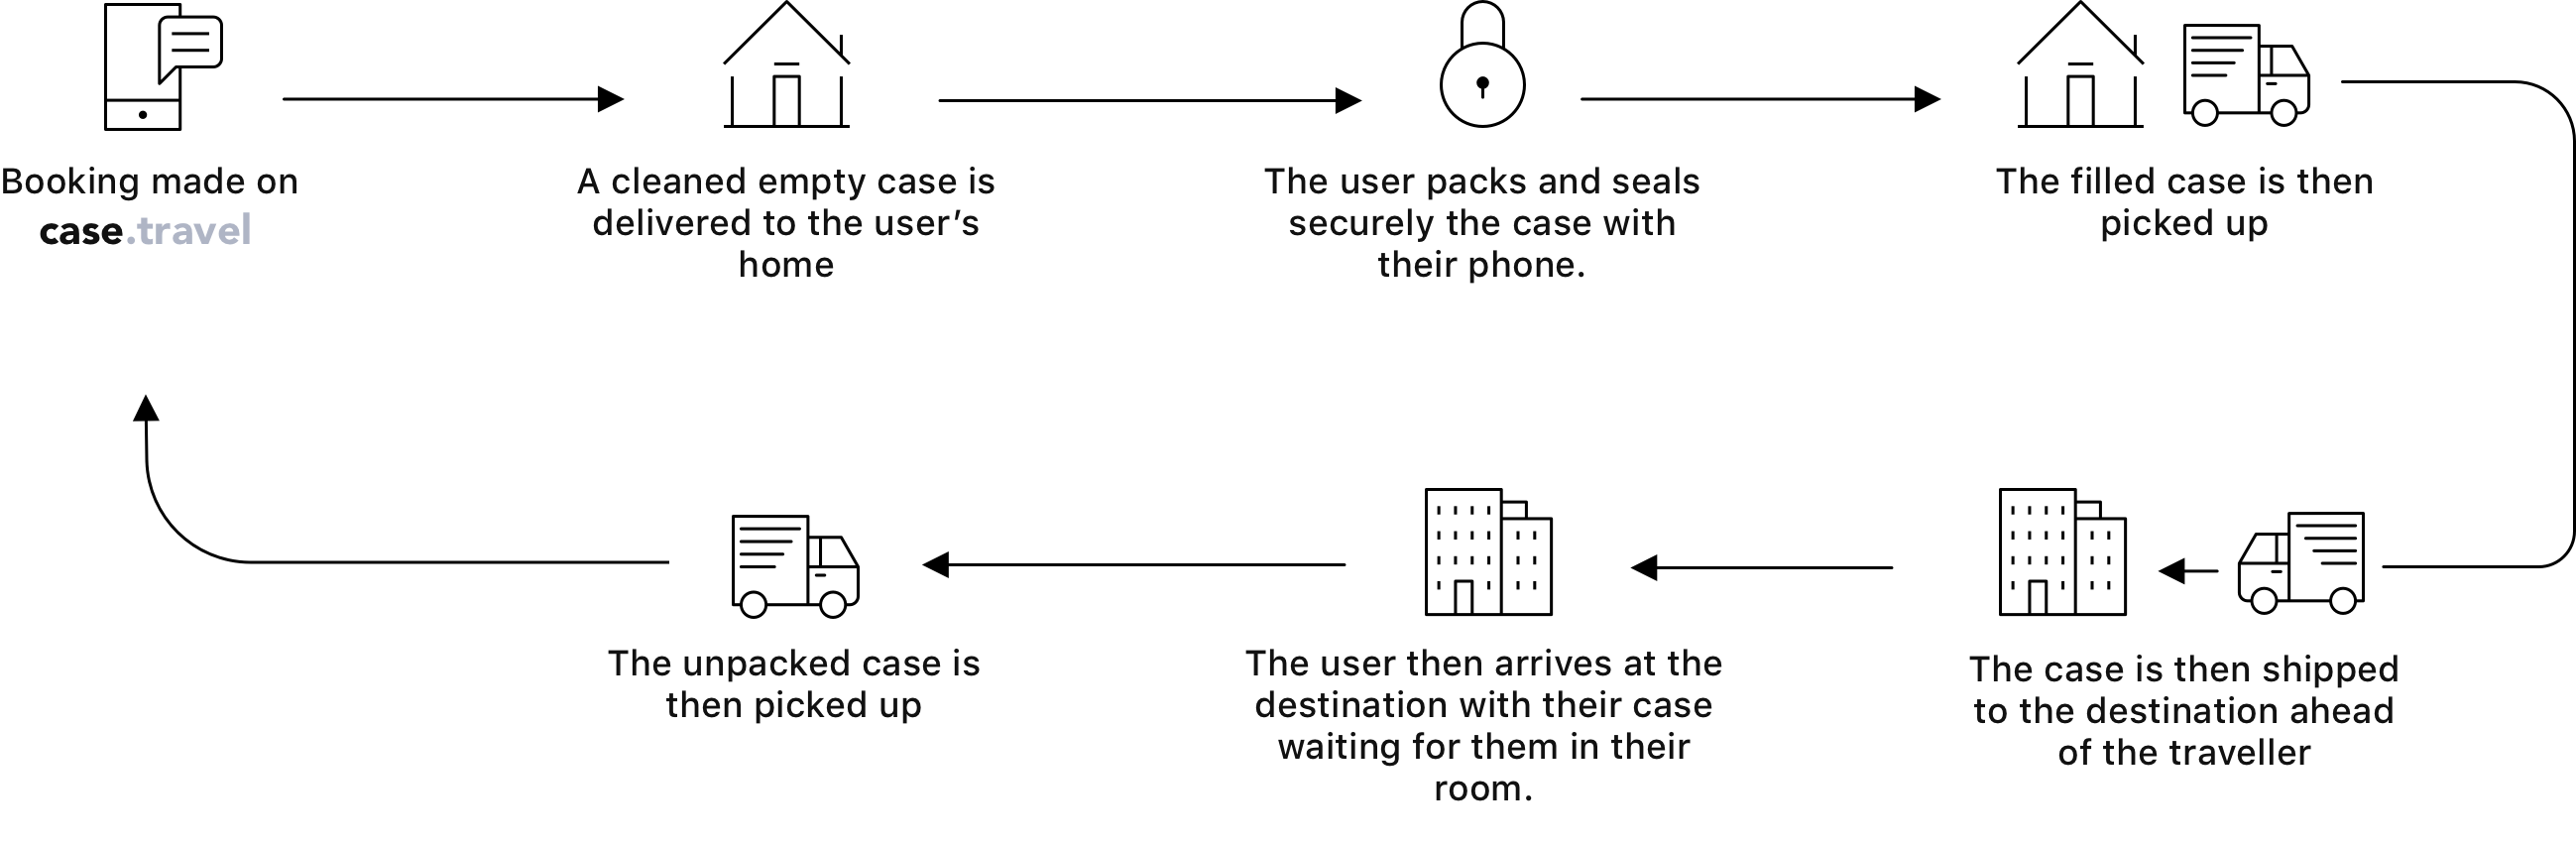 Booking made on
case.travel
A cleaned empty case is
delivered to the user’s
home
The user packs and seals
securely the case with
their phone.
The filled case is then
picked up
The case is then shipped
to the destination ahead
of the traveller
The user then arrives at the
destination with their case
waiting for them in their
room.
The unpacked case is
then picked up